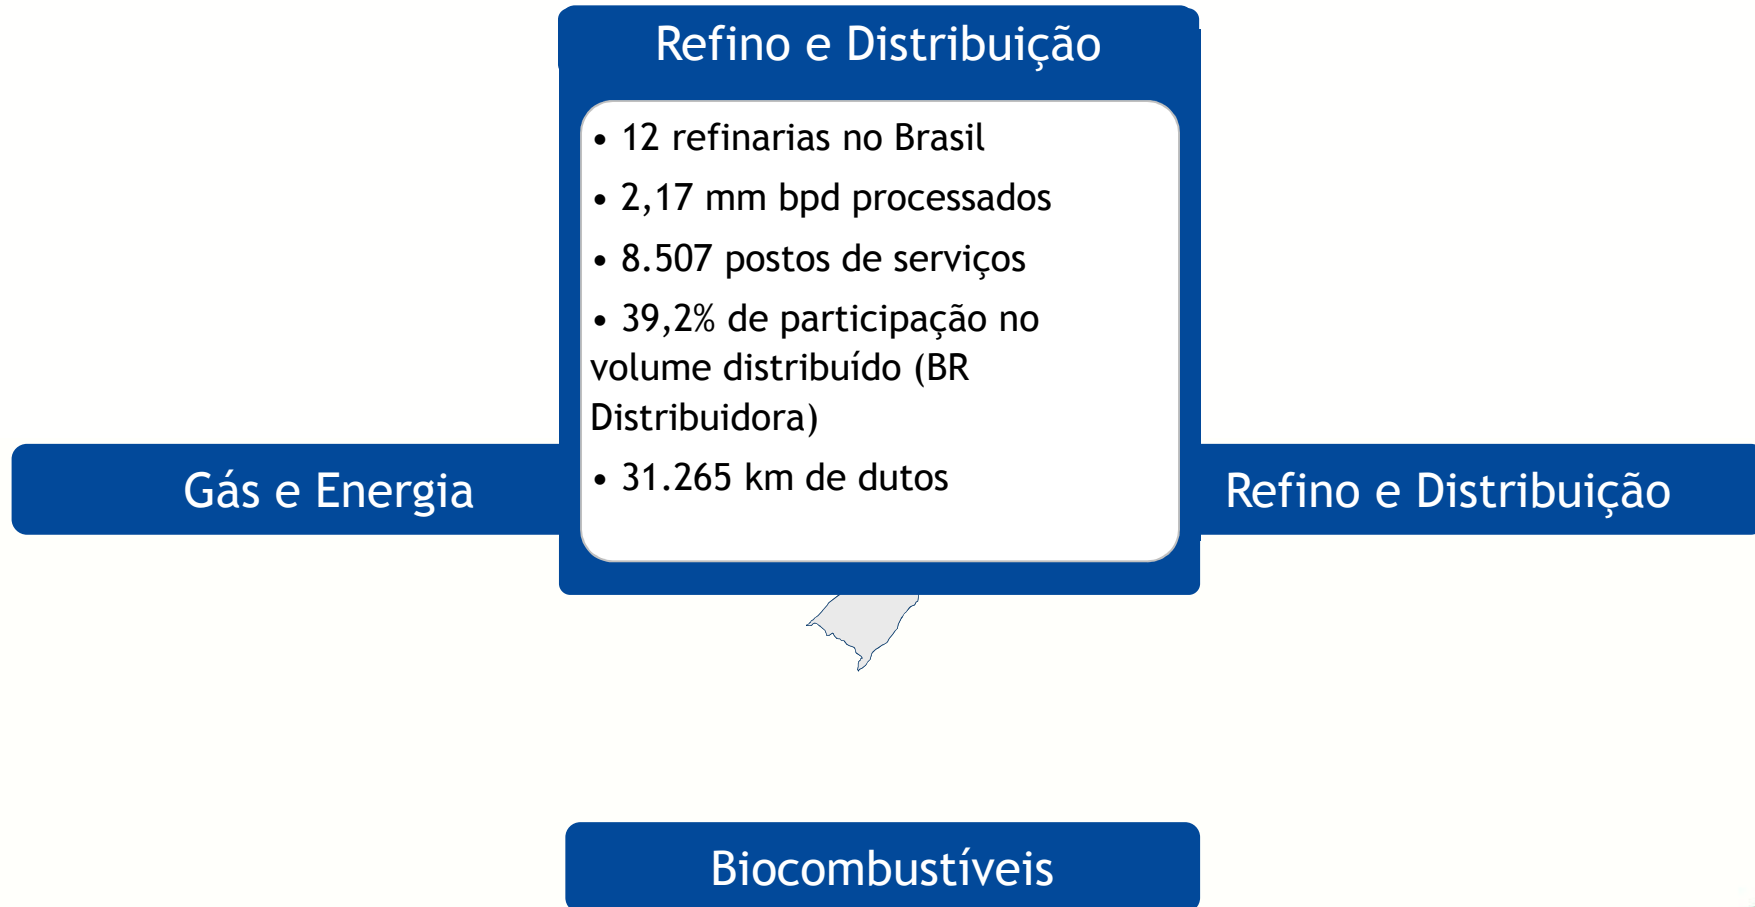 Refino e Distribuição
• 12 refinarias no Brasil
• 2,17 mm bpd processados
• 8.507 postos de serviços
• 39,2% de participação no
volume distribuído (BR
Distribuidora)
• 31.265 km de dutos
Gás e Energia
Refino e Distribuição
Biocombustíveis